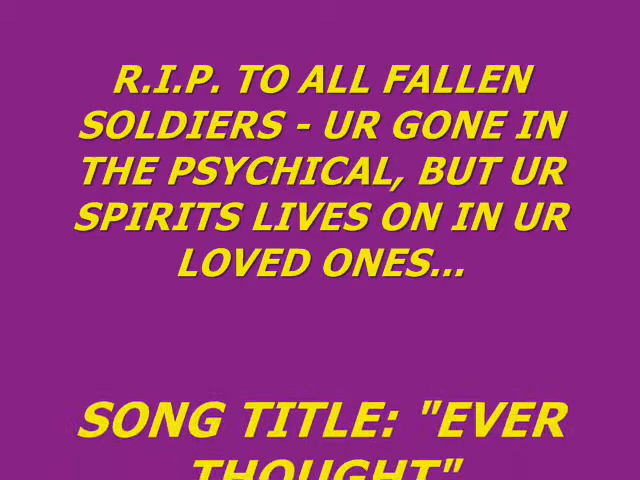 R.I.P. TO ALL FALLEN
SOLDIERS - UR GONE IN
THE PSYCHICAL, BUT UR
SPIRITS LIVES ON IN UR
LOVED ONES...
SONG TITLE: "EVER
THOUGHT"